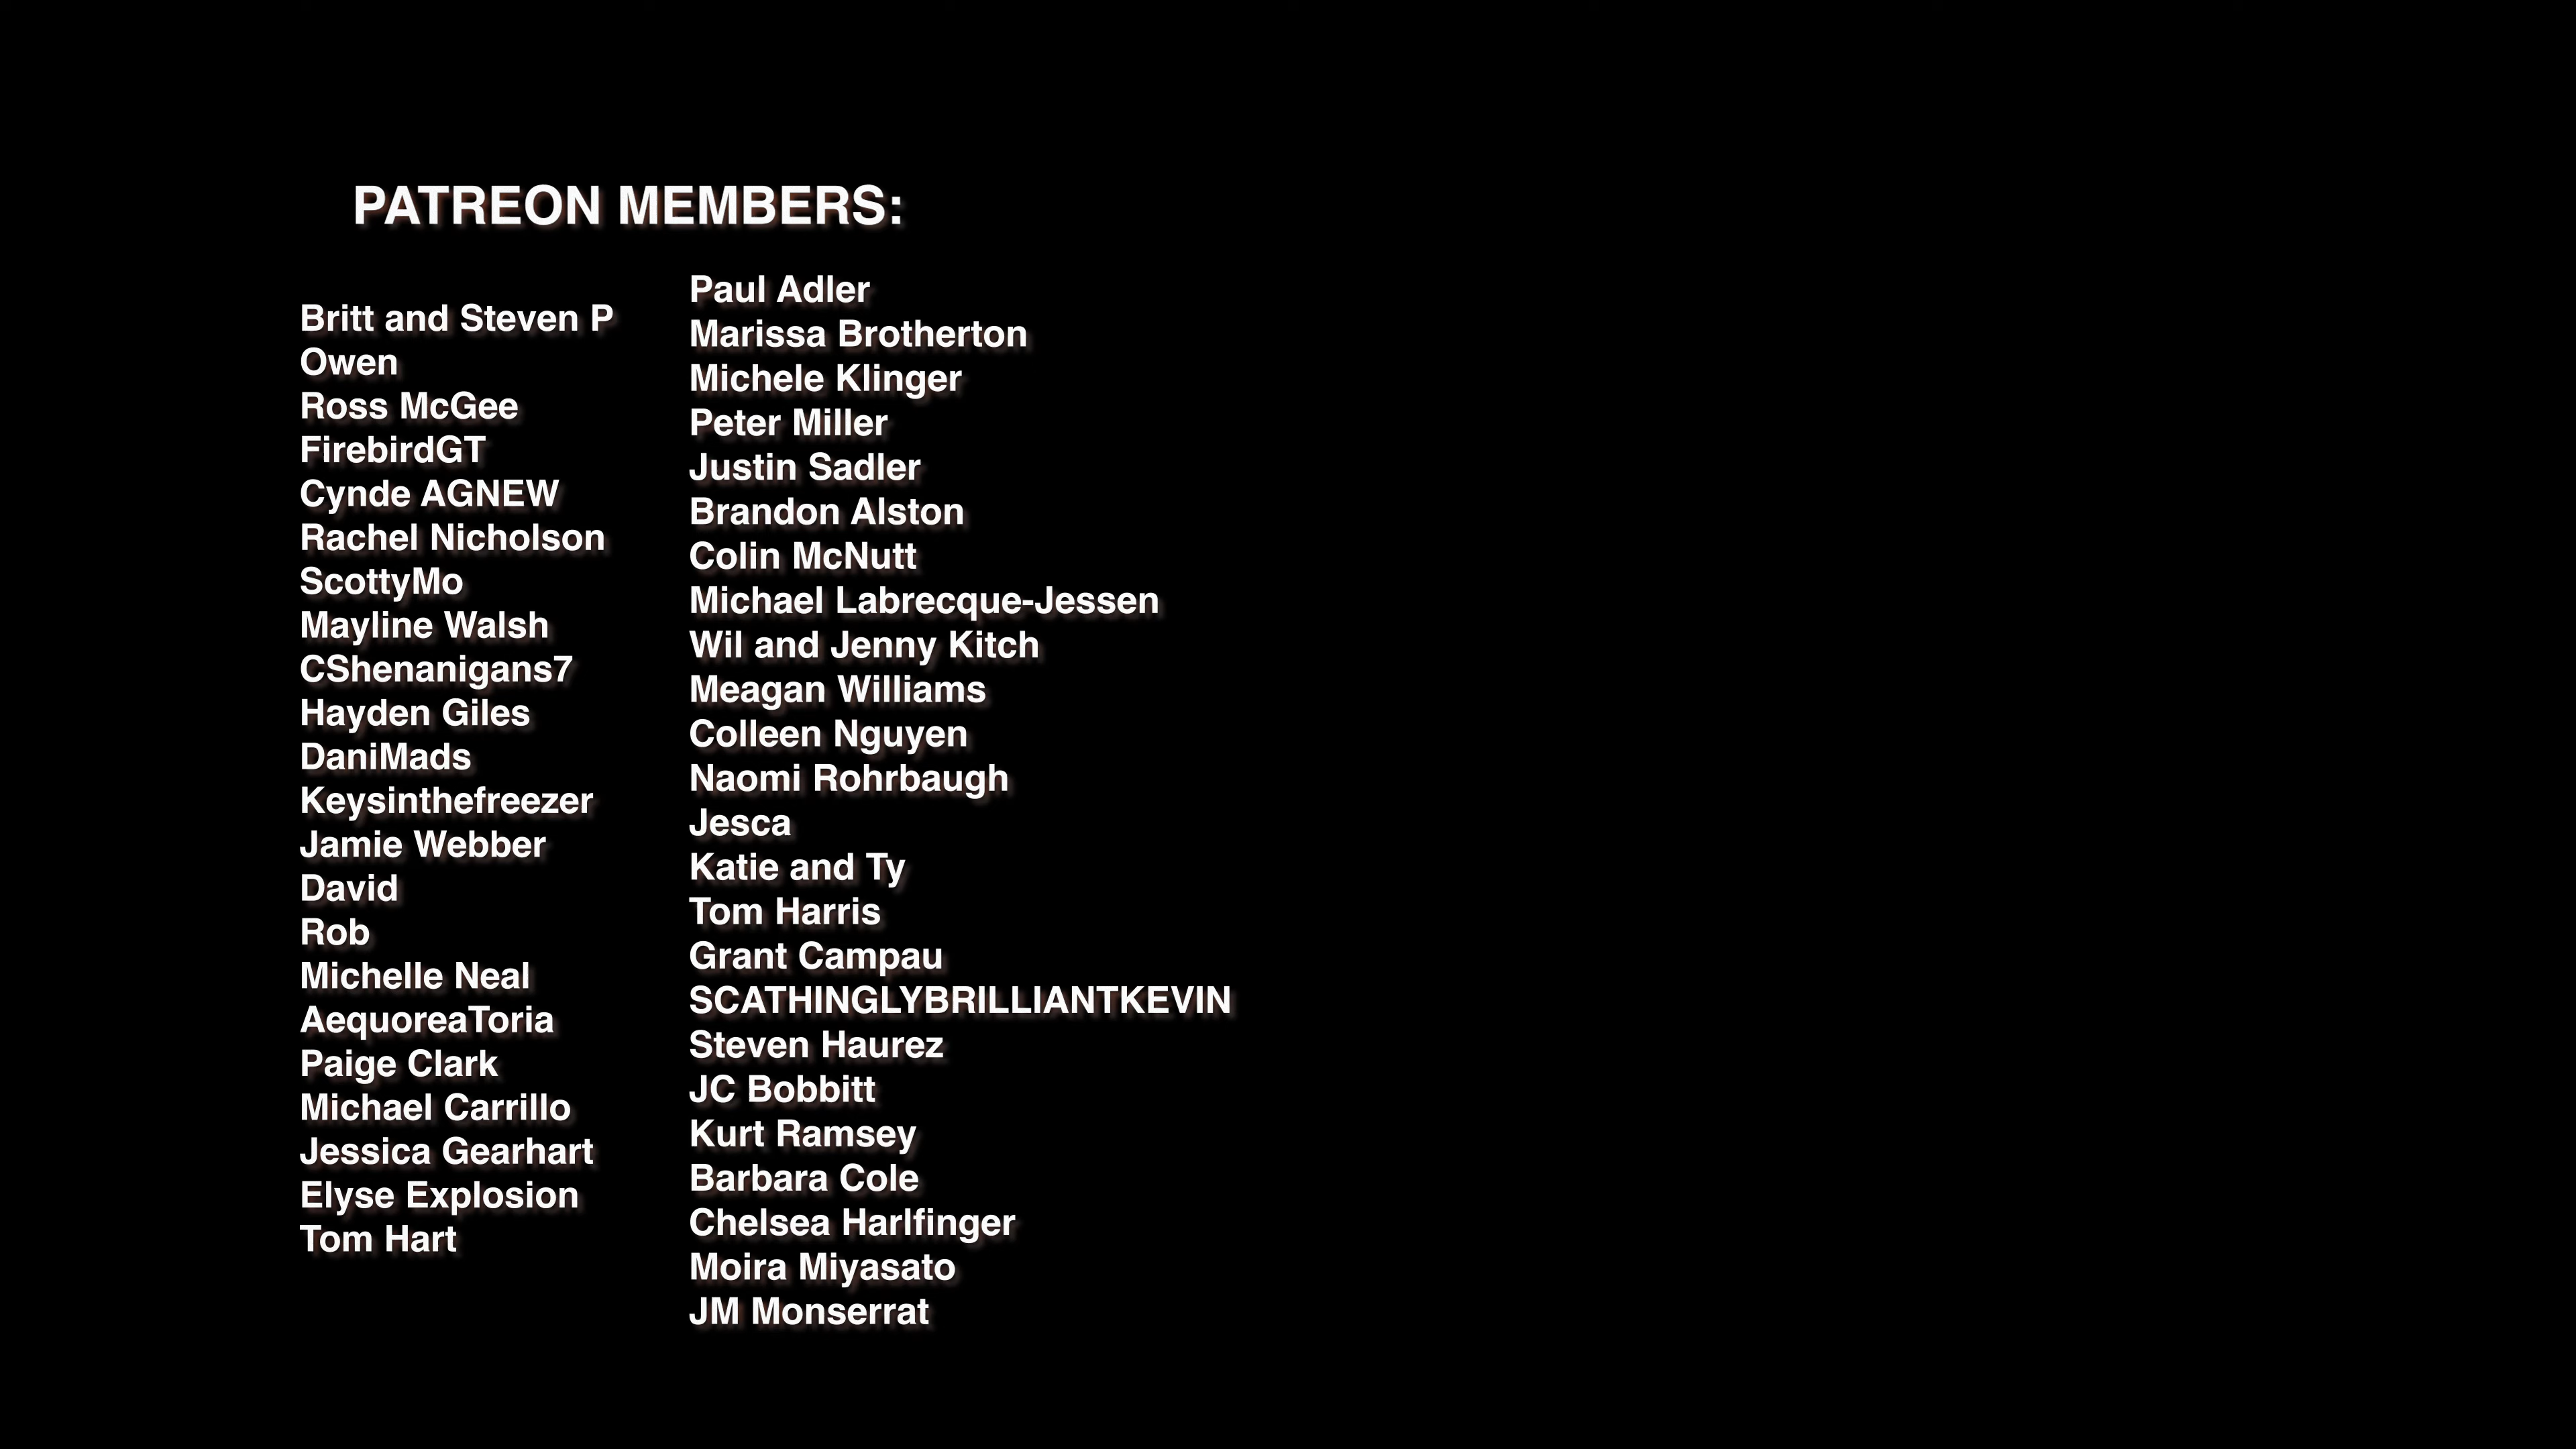 PATREON MEMBERS:
Britt and Steven P
Owen
Ross McGee
FirebirdGT
Cynde AGNEW
Rachel Nicholson
ScottyMo
Mayline Walsh
CShenanigans7
Hayden Giles
DaniMads
Keysinthefreezer
Jamie Webber
David
Rob
Michelle Neal
AequoreaToria
Paige Clark
Michael Carrillo
Jessica Gearhart
Elyse Explosion
Tom Hart
Paul Adler
Marissa Brotherton
Michele Klinger
Peter Miller
Justin Sadler
Brandon Alston
Colin McNutt
Michael Labrecque-Jessen
Wil and Jenny Kitch
Meagan Williams
Colleen Nguyen
Naomi Rohrbaugh
Jesca
Katie and Ty
Tom Harris
Grant Campau
SCATHINGLYBRILLIANTKEVIN
Steven Haurez
JC Bobbitt
Kurt Ramsey
Barbara Cole
Chelsea Harlfinger
Moira Miyasato
JM Monserrat